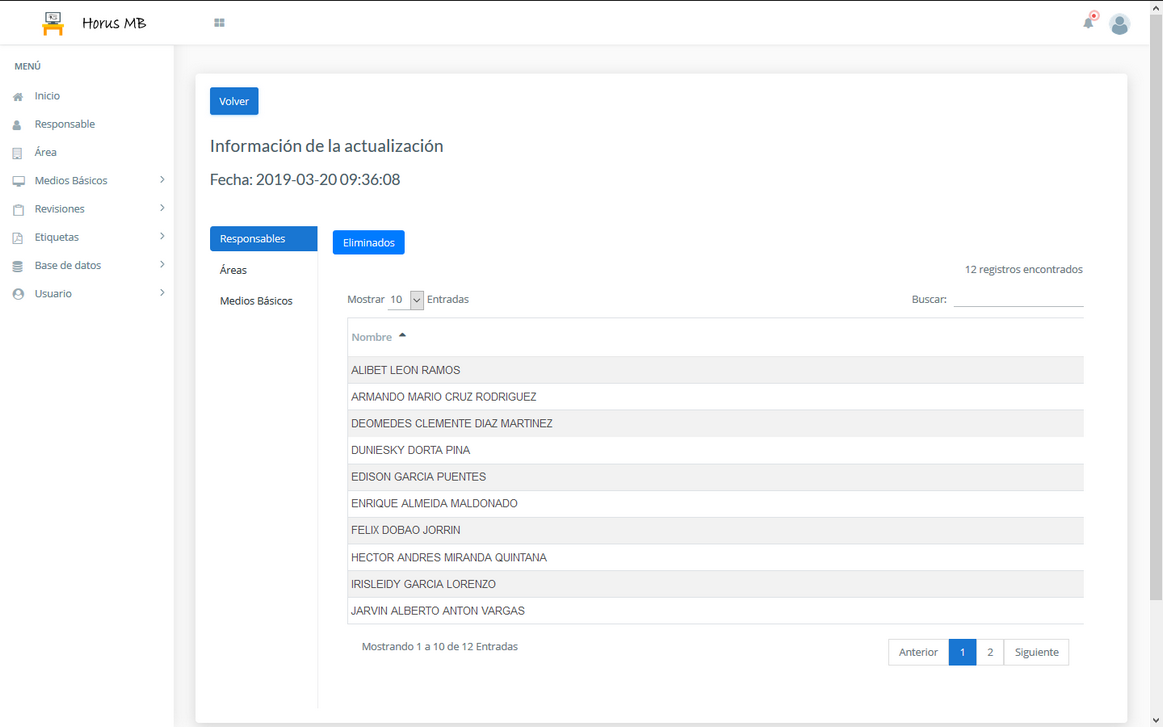 Horus MB
MENÚ
Inicio
Responsable
Área
Medios Básicos
Revisiones
Etiquetas
Base de datos
Usuario
Volver
Información de la actualización
Fecha: 2019-03-20 09:36:08
Responsables
Áreas
Medios Básicos
Eliminados
12 registros encontrados
Mostrar 10 Entradas
Buscar:
Nombre
ALIBET LEON RAMOS
ARMANDO MARIO CRUZ RODRIGUEZ
DEOMEDES CLEMENTE DIAZ MARTINEZ
DUNIESKY DORTA PINA
EDISON GARCIA PUENTES
ENRIQUE ALMEIDA MALDONADO
FELIX DOBAO JORRIN
HECTOR ANDRES MIRANDA QUINTANA
IRISLEIDY GARCIA LORENZO
JARVIN ALBERTO ANTON VARGAS
Mostrando 1 a 10 de 12 Entradas
Anterior 1 2 Siguiente